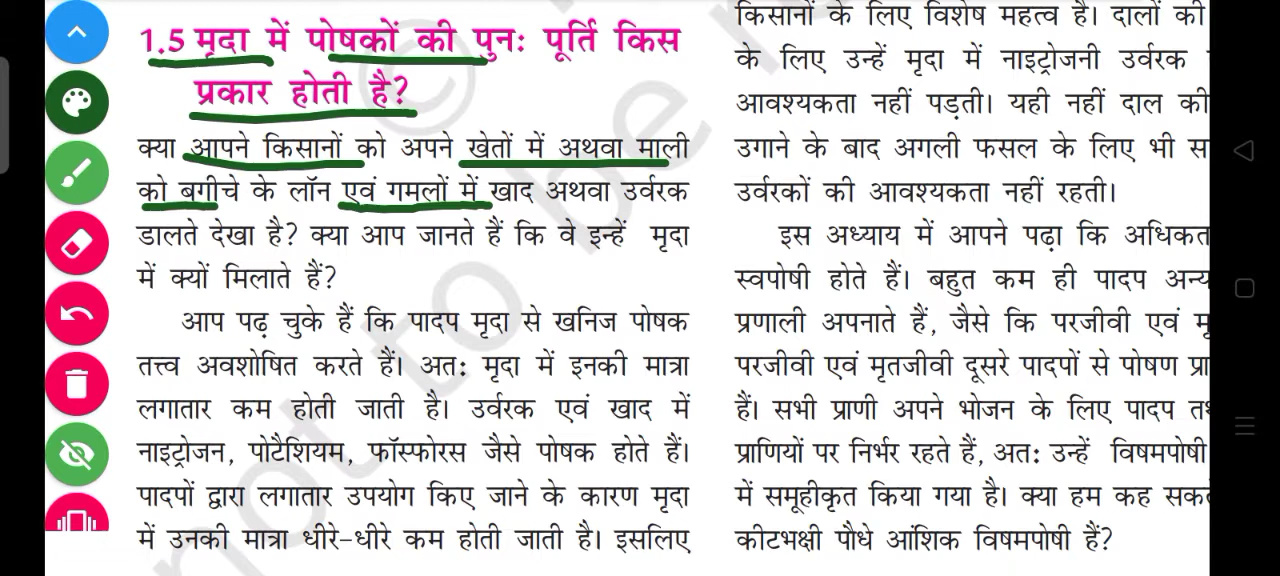 1.5 मृदा में पोषकों की पुनः पूर्ति किस
प्रकार होती है?
क्या आपने किसानों को अपने खेतों में अथवा माली
को बगीचे के लॉन एवं गमलों में खाद अथवा उर्वरक
डालते देखा है? क्या आप जानते हैं कि वे इन्हें मृदा
में क्यों मिलाते हैं?
आप पढ़ चुके हैं कि पादप मृदा से खनिज पोषक
तत्त्व अवशोषित करते हैं। अतः मृदा में इनकी मात्रा
लगातार कम होती जाती है। उर्वरक एवं खाद में
नाइट्रोजन, पोटैशियम, फॉस्फोरस जैसे पोषक होते हैं।
पादपों द्वारा लगातार उपयोग किए जाने के कारण मृदा
में उनकी मात्रा धीरे-धीरे कम होती जाती है। इसलिए
किसानों के लिए विशेष महत्व है। दालों की
के लिए उन्हें मृदा में नाइट्रोजनी उर्वरक
आवश्यकता नहीं पड़ती। यही नहीं दाल की
उगाने के बाद अगली फसल के लिए भी
उर्वरकों की आवश्यकता नहीं रहती।
इस अध्याय में आपने पढ़ा कि
स्वपोषी होते हैं। बहुत कम ही पादप
प्रणाली अपनाते हैं, जैसे कि परजीवी एवं
परजीवी एवं मृतजीवी दूसरे पादपों से पोषण
हैं। सभी प्राणी अपने भोजन के लिए पादप
प्राणियों पर निर्भर रहते हैं, अतः उन्हें विषमपोषी
में समूहीकृत किया गया है। क्या हम कह
कीटभक्षी पौधे आंशिक विषमपोषी हैं?
© not to be